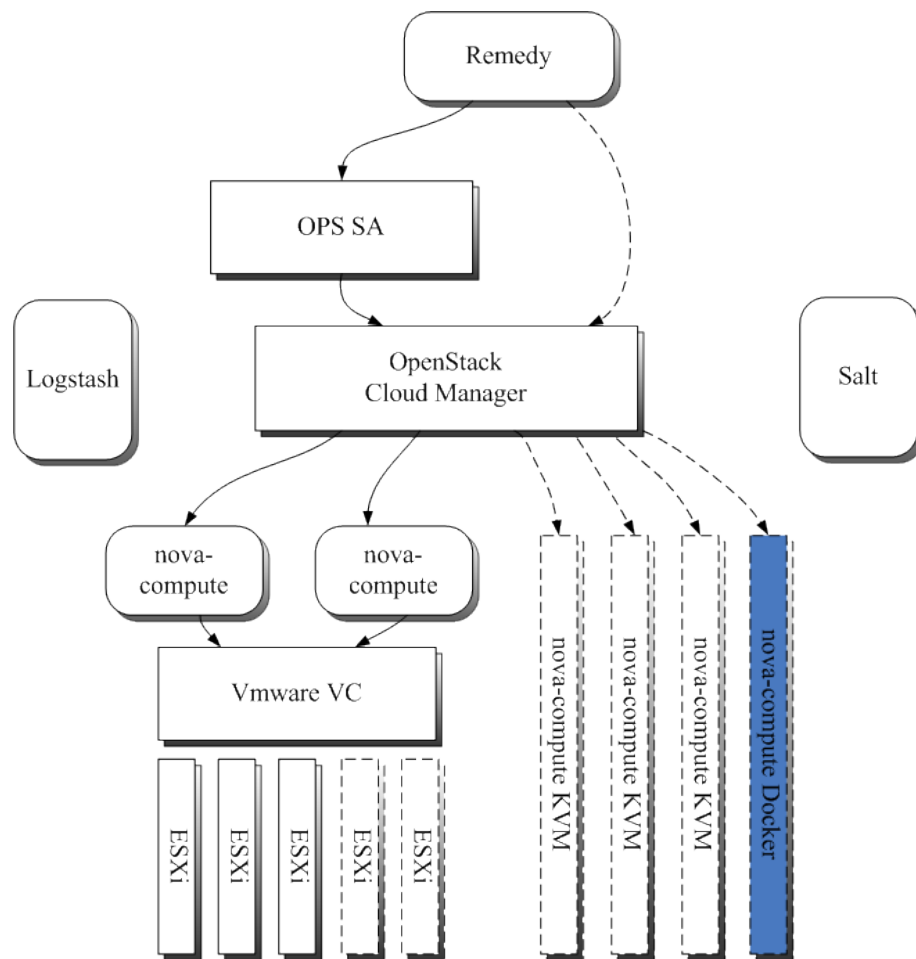 Remedy
OPS SA
Logstash
OpenStack
Cloud Manager
Salt
nova-
compute
nova-
compute
Vmware VC
ESXi
ESXi
ESXi
ESXi
ESXi
nova-compute KVM
nova-compute KVM
nova-compute KVM
nova-compute Docker